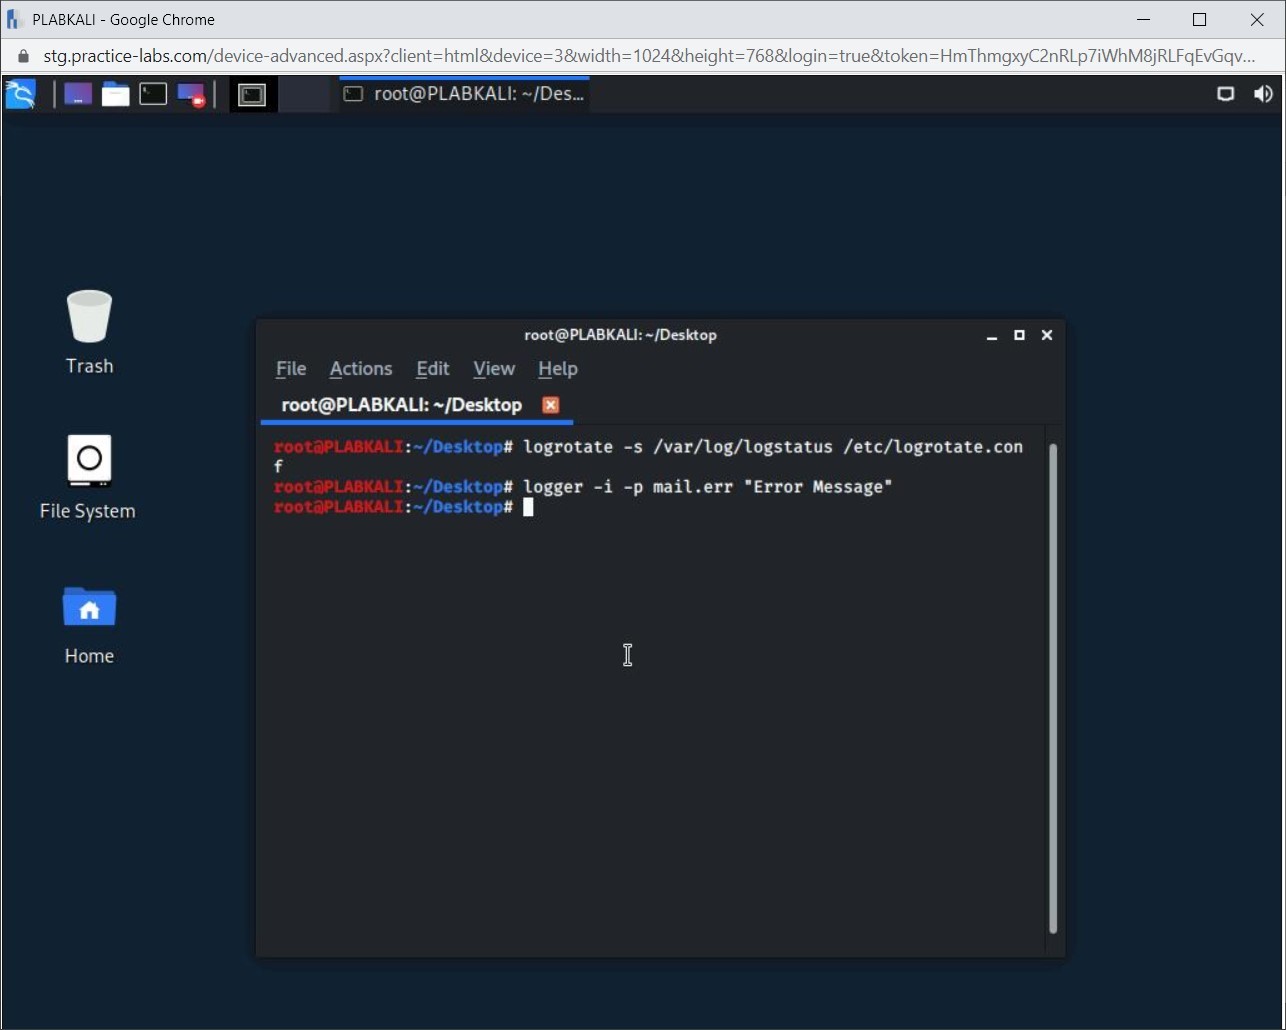 PLABKALI - Google Chrome
stg.practice-labs.com/device-advanced.aspx?client=html&device=3&width=1024&height=768&login=true&token=HmThmgxyC2nRLp7iWhM8jRLFqEvGqv...
root@PLABKALI: ~/Des...
Trash
File System
Home
root@PLABKALI: ~/Desktop
File Actions Edit View Help
root@PLABKALI: ~/Desktop
root@PLABKALI:~/Desktop# logrotate -s /var/log/logstatus /etc/logrotate.con
f
root@PLABKALI:~/Desktop# logger -i -p mail.err "Error Message"
root@PLABKALI:~/Desktop#